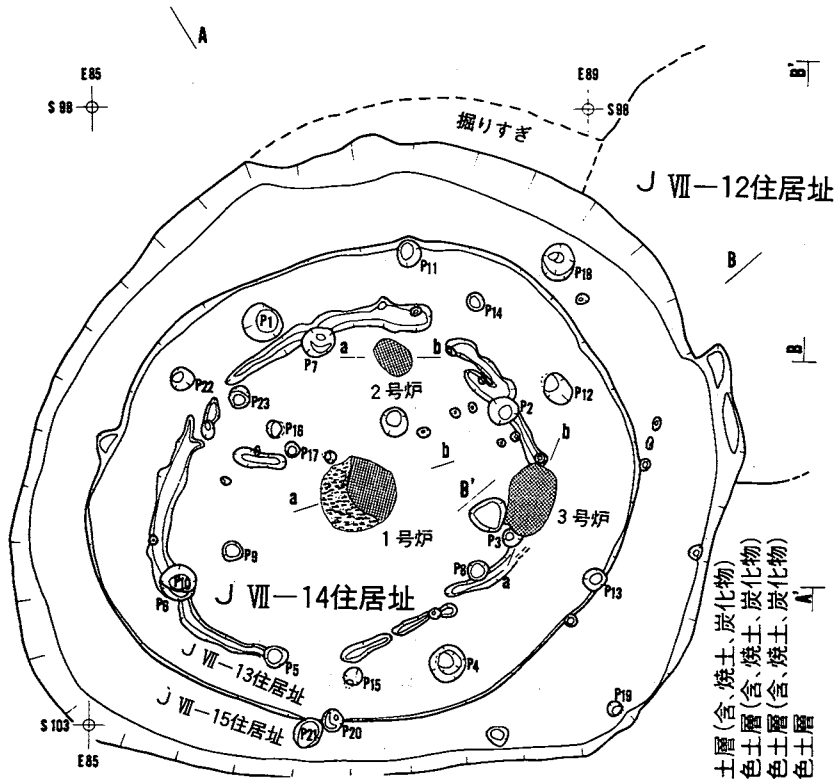 A
E85
E89
B'
S98
S98
掘りすぎ
J Ⅶ-12住居址
B
P11
P18
P14
P1
B
P7
a
b
2号炉
P22
P23
P2
P12
P16
P17
b
b
a
B'
1号炉
3号炉
P3
P9
P8
a
P10
P6
J Ⅶ-14住居址
P13
A'
J Ⅶ-13住居址
P5
P4
P15
J Ⅶ-15住居址
P19
S103
P21
P20
E85
土層(含、焼土、炭化物)
色土層(含、焼土、炭化物)
色土層(含、焼土、炭化物)
色土層